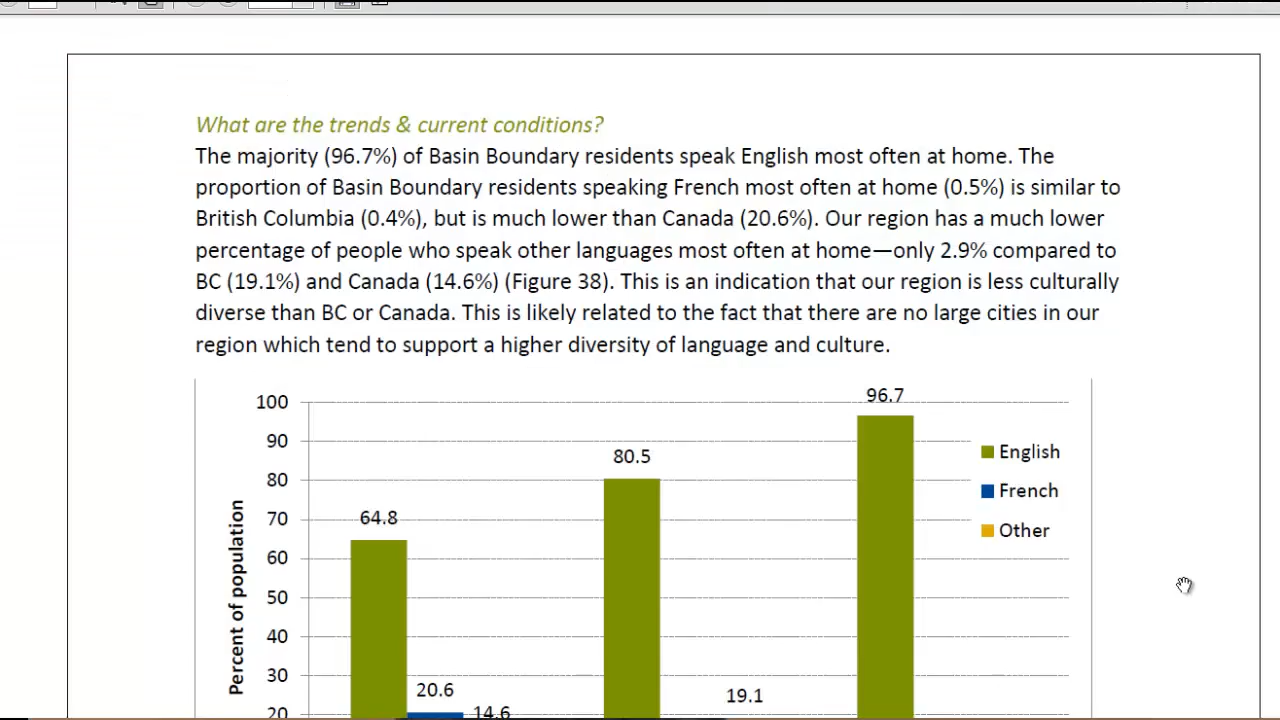 What are the trends & current conditions?
The majority (96.7%) of Basin Boundary residents speak English most often at home. The
proportion of Basin Boundary residents speaking French most often at home (0.5%) is similar to
British Columbia (0.4%), but is much lower than Canada (20.6%). Our region has a much lower
percentage of people who speak other languages most often at home—only 2.9% compared to
BC (19.1%) and Canada (14.6%) (Figure 38). This is an indication that our region is less culturally
diverse than BC or Canada. This is likely related to the fact that there are no large cities in our
region which tend to support a higher diversity of language and culture.
Percent of population
100
90
80
70
60
50
40
30
20
64.8
20.6
14.6
80.5
19.1
96.7
English
French
Other